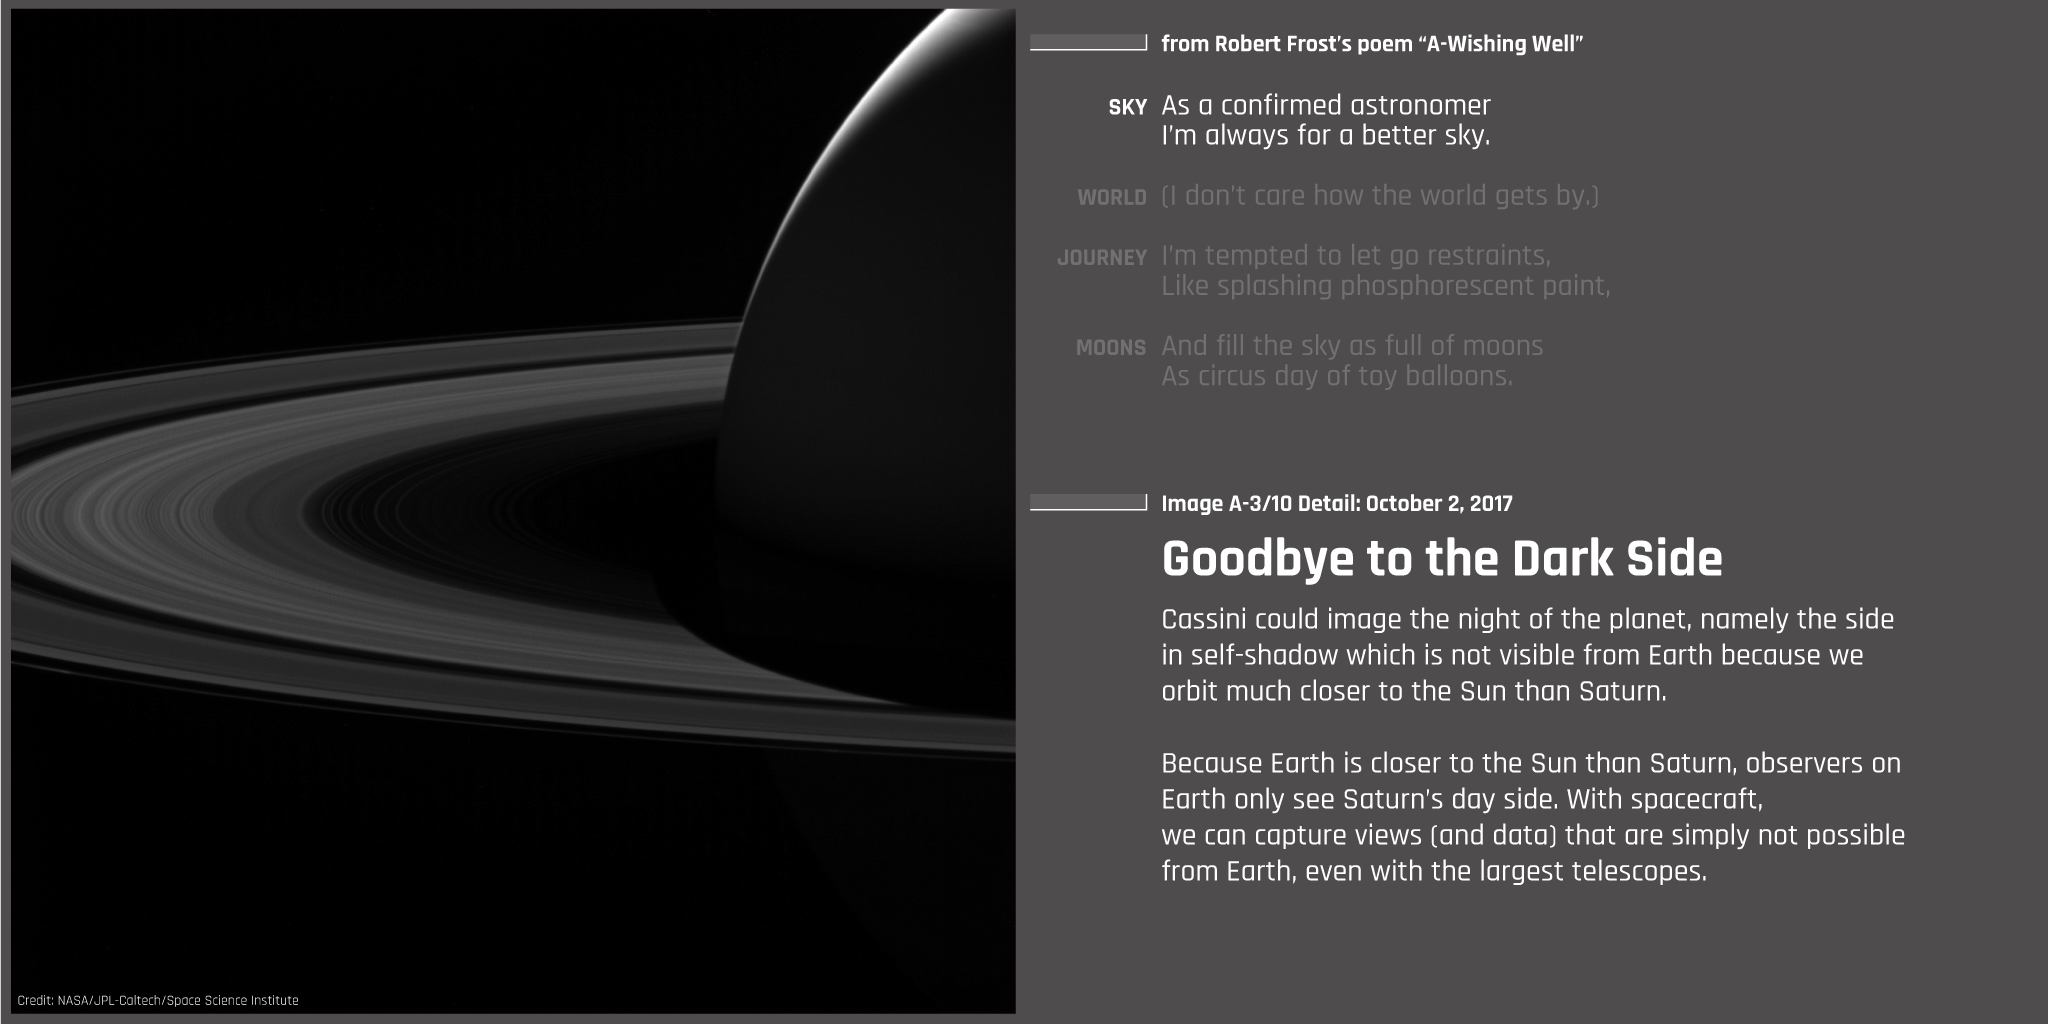 from Robert Frost’s poem “A-Wishing Well”
SKY As a confirmed astronomer
I’m always for a better sky.
WORLD (I don’t care how the world gets by.)
JOURNEY I’m tempted to let go restraints,
Like splashing phosphorescent paint,
MOONS And fill the sky as full of moons
As circus day of toy balloons.
Image A-3/10 Detail: October 2, 2017
Goodbye to the Dark Side
Cassini could image the night of the planet, namely the side
in self-shadow which is not visible from Earth because we
orbit much closer to the Sun than Saturn.
Because Earth is closer to the Sun than Saturn, observers on
Earth only see Saturn’s day side. With spacecraft,
we can capture views (and data) that are simply not possible
from Earth, even with the largest telescopes.
Credit: NASA/JPL-Caltech/Space Science Institute